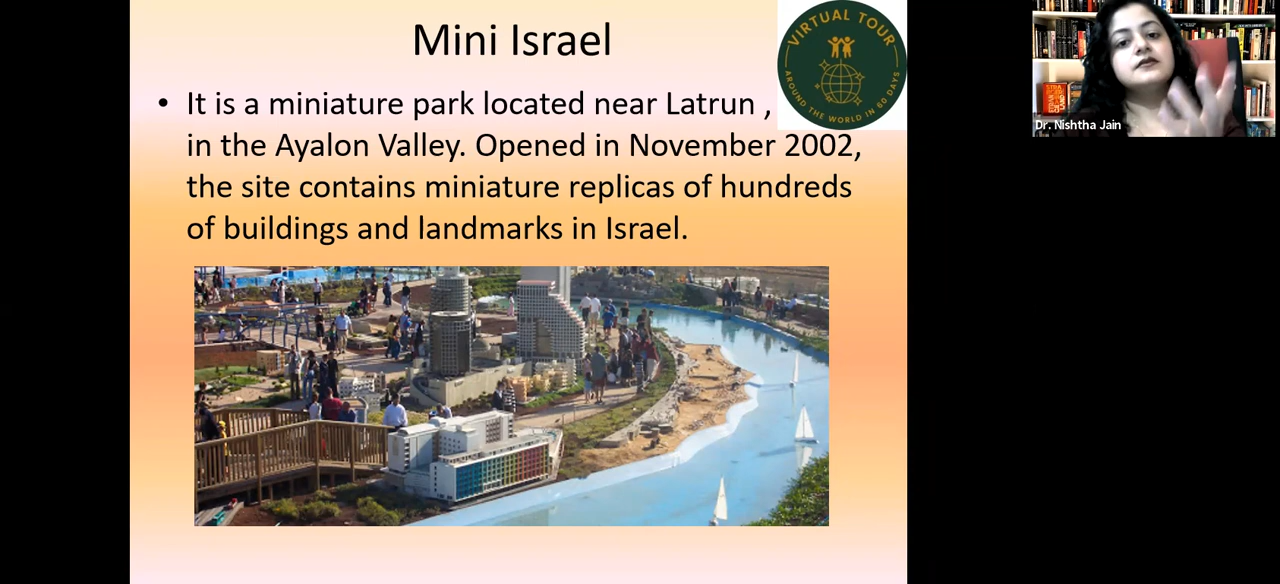 Mini Israel
VIRTUAL TOUR
AROUND THE WORLD IN 80 DAYS
• It is a miniature park located near Latrun ,
in the Ayalon Valley. Opened in November 2002,
the site contains miniature replicas of hundreds
of buildings and landmarks in Israel.
Dr. Nishtha Jain